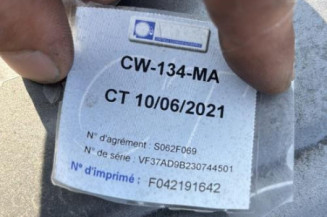 CW-134-MA
CT 10/06/2021
N° d'agrément : S062F069
N° de série : VF37AD9B230744501
N° d'imprimé : F042191642